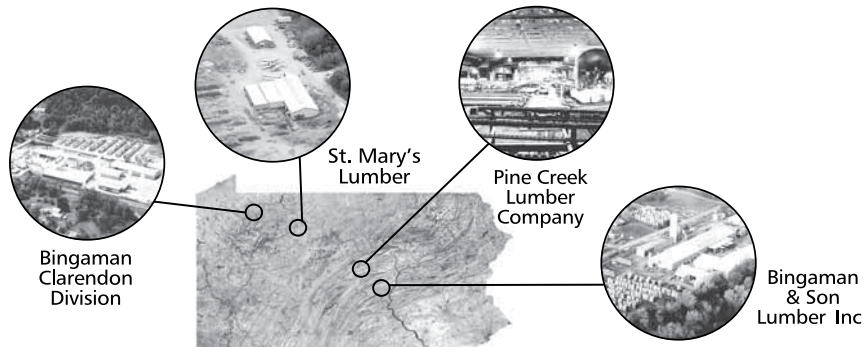 St. Mary's
Lumber
Pine Creek
Lumber
Company
Bingaman
Clarendon
Division
Bingaman
& Son
Lumber Inc